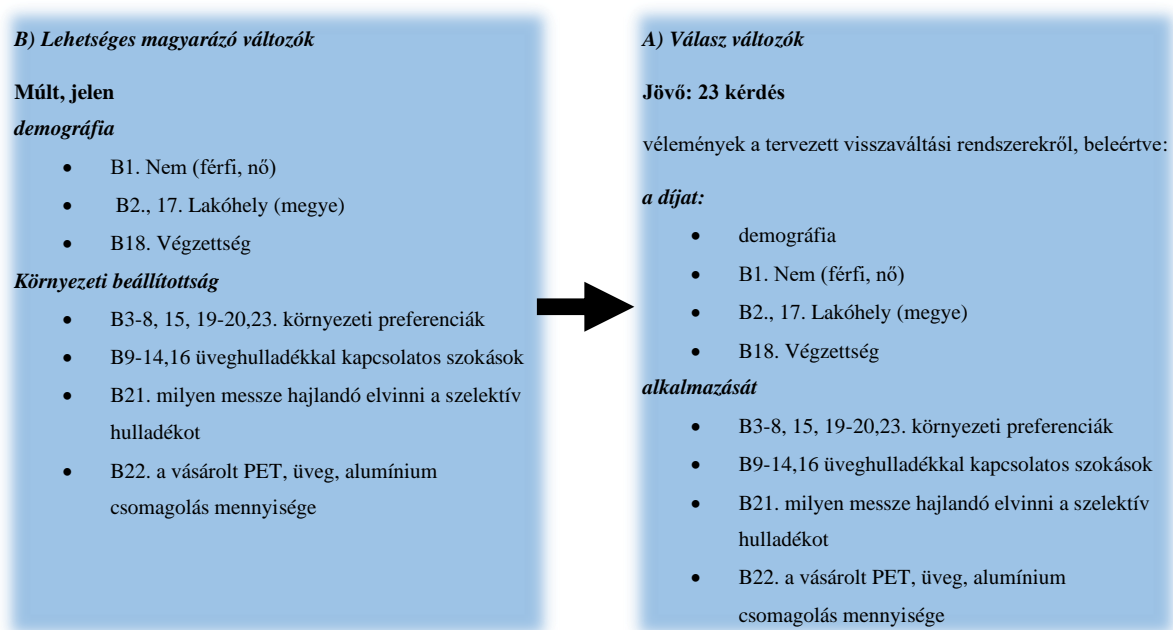 B) Lehetséges magyarázó változók
Múlt, jelen
demográfia
• B1. Nem (férfi, nő)
• B2., 17. Lakóhely (megye)
• B18. Végzettség
Környezeti beállítottság
• B3-8, 15, 19-20,23. környezeti preferenciák
• B9-14,16 üveghulladékkal kapcsolatos szokások
• B21. milyen messze hajlandó elvinni a szelektív
hulladékot
• B22. a vásárolt PET, üveg, alumínium
csomagolás mennyisége
A) Válasz változók
Jövő: 23 kérdés
vélemények a tervezett visszaváltási rendszerekről, beleértve:
a díjat:
• demográfia
• B1. Nem (férfi, nő)
• B2., 17. Lakóhely (megye)
• B18. Végzettség
alkalmazását
• B3-8, 15, 19-20,23. környezeti preferenciák
• B9-14,16 üveghulladékkal kapcsolatos szokások
• B21. milyen messze hajlandó elvinni a szelektív
hulladékot
• B22. a vásárolt PET, üveg, alumínium
csomagolás mennyisége